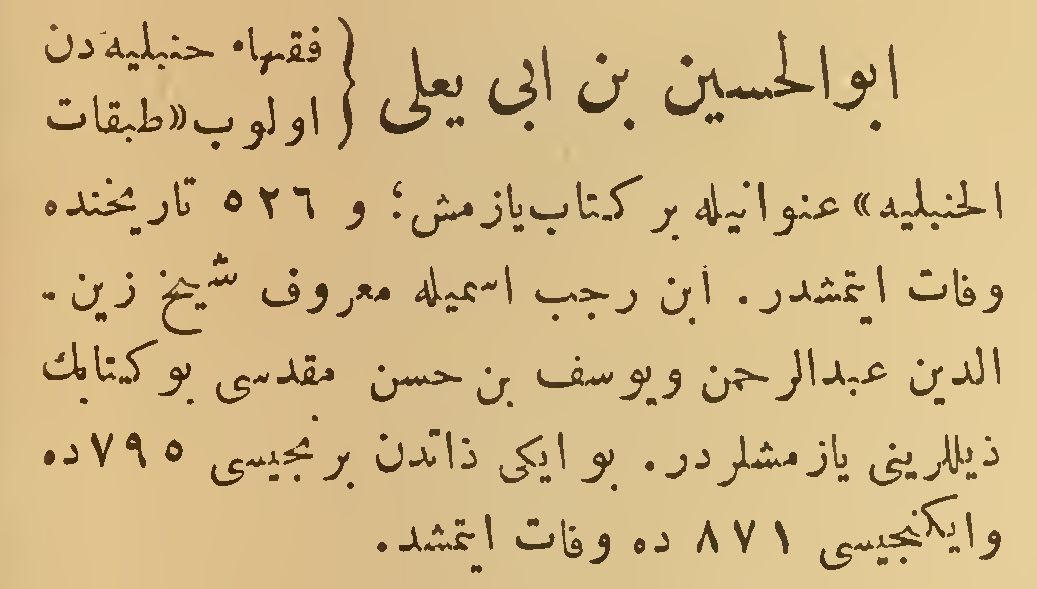 ابوالحسين بن ابى يعلى { فقهاء حنبليه‌دن
اولوب «طبقات
الحنبليه» عنوانيله بر كتاب يازمش؛ و ٥٢٦ تاريخنده
وفات ايتمشدر. ابن رجب اسميله معروف شيخ زين-
الدين عبدالرحمن ويوسف بن حسن مقدسى بو كتابك
ذيللرينى يازمشلردر. بو ايكى ذاتدن برنجيسى ٧٩٥ ده
وايكنجيسى ٨٧١ ده وفات ايتمشد.